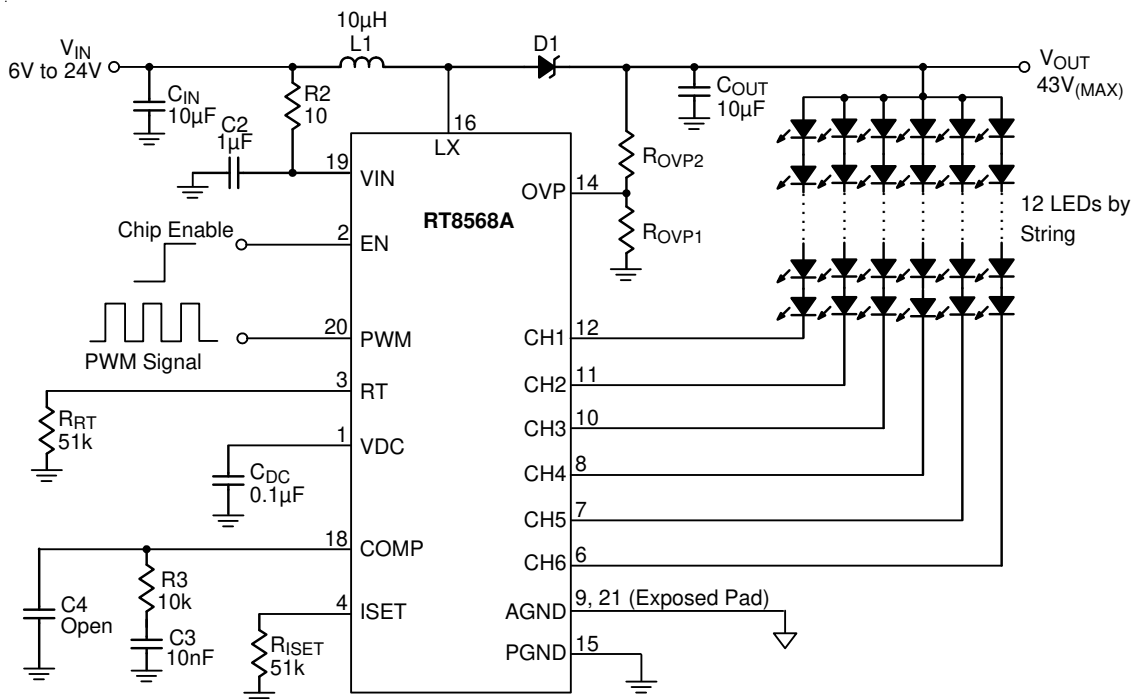 10µH
L1
D1
VIN
6V to 24V
VOUT
43V(MAX)
CIN
10µF
R2
10
COUT
10µF
C2
1µF
16
LX
19
VIN
ROVP2
OVP
14
RT8568A
ROVP1
12 LEDs by
String
Chip Enable
2
EN
20
PWM
PWM Signal
CH1
12
3
RT
CH2
11
RRT
51k
CH3
10
1
VDC
CDC
0.1µF
CH4
8
CH5
7
18
COMP
CH6
6
R3
10k
C4
Open
4
ISET
AGND
9, 21 (Exposed Pad)
C3
10nF
RISET
51k
PGND
15